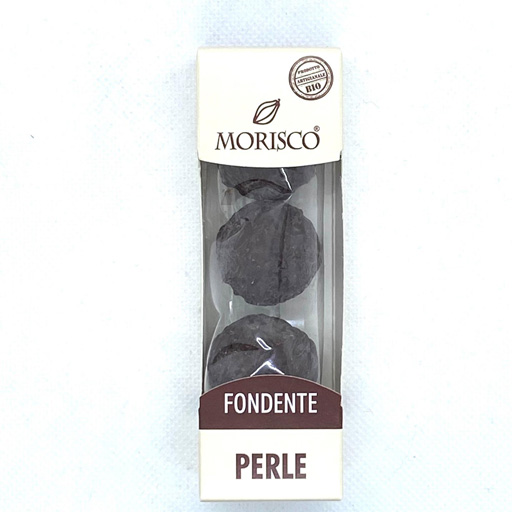 PRODOTTO
ARTIGIANALE
BIO
MORISCO®
FONDENTE
PERLE